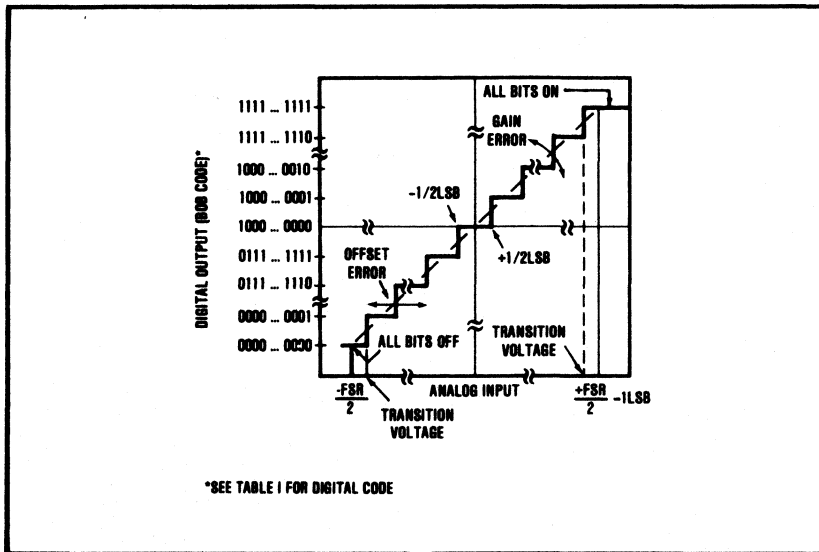 ALL BITS ON
1111 ... 1111
GAIN
ERROR
1111 ... 1110
1000 ... 0010
-1/2LSB
1000 ... 0001
1000 ... 0000
+1/2LSB
OFFSET
ERROR
0111 ... 1111
0111 ... 1110
0000 ... 0001
TRANSITION
VOLTAGE
ALL BITS OFF
0000 ... 0000
DIGITAL OUTPUT (BOB CODE)*
-FSR
2
ANALOG INPUT
+FSR
2
-1LSB
TRANSITION
VOLTAGE
*SEE TABLE I FOR DIGITAL CODE